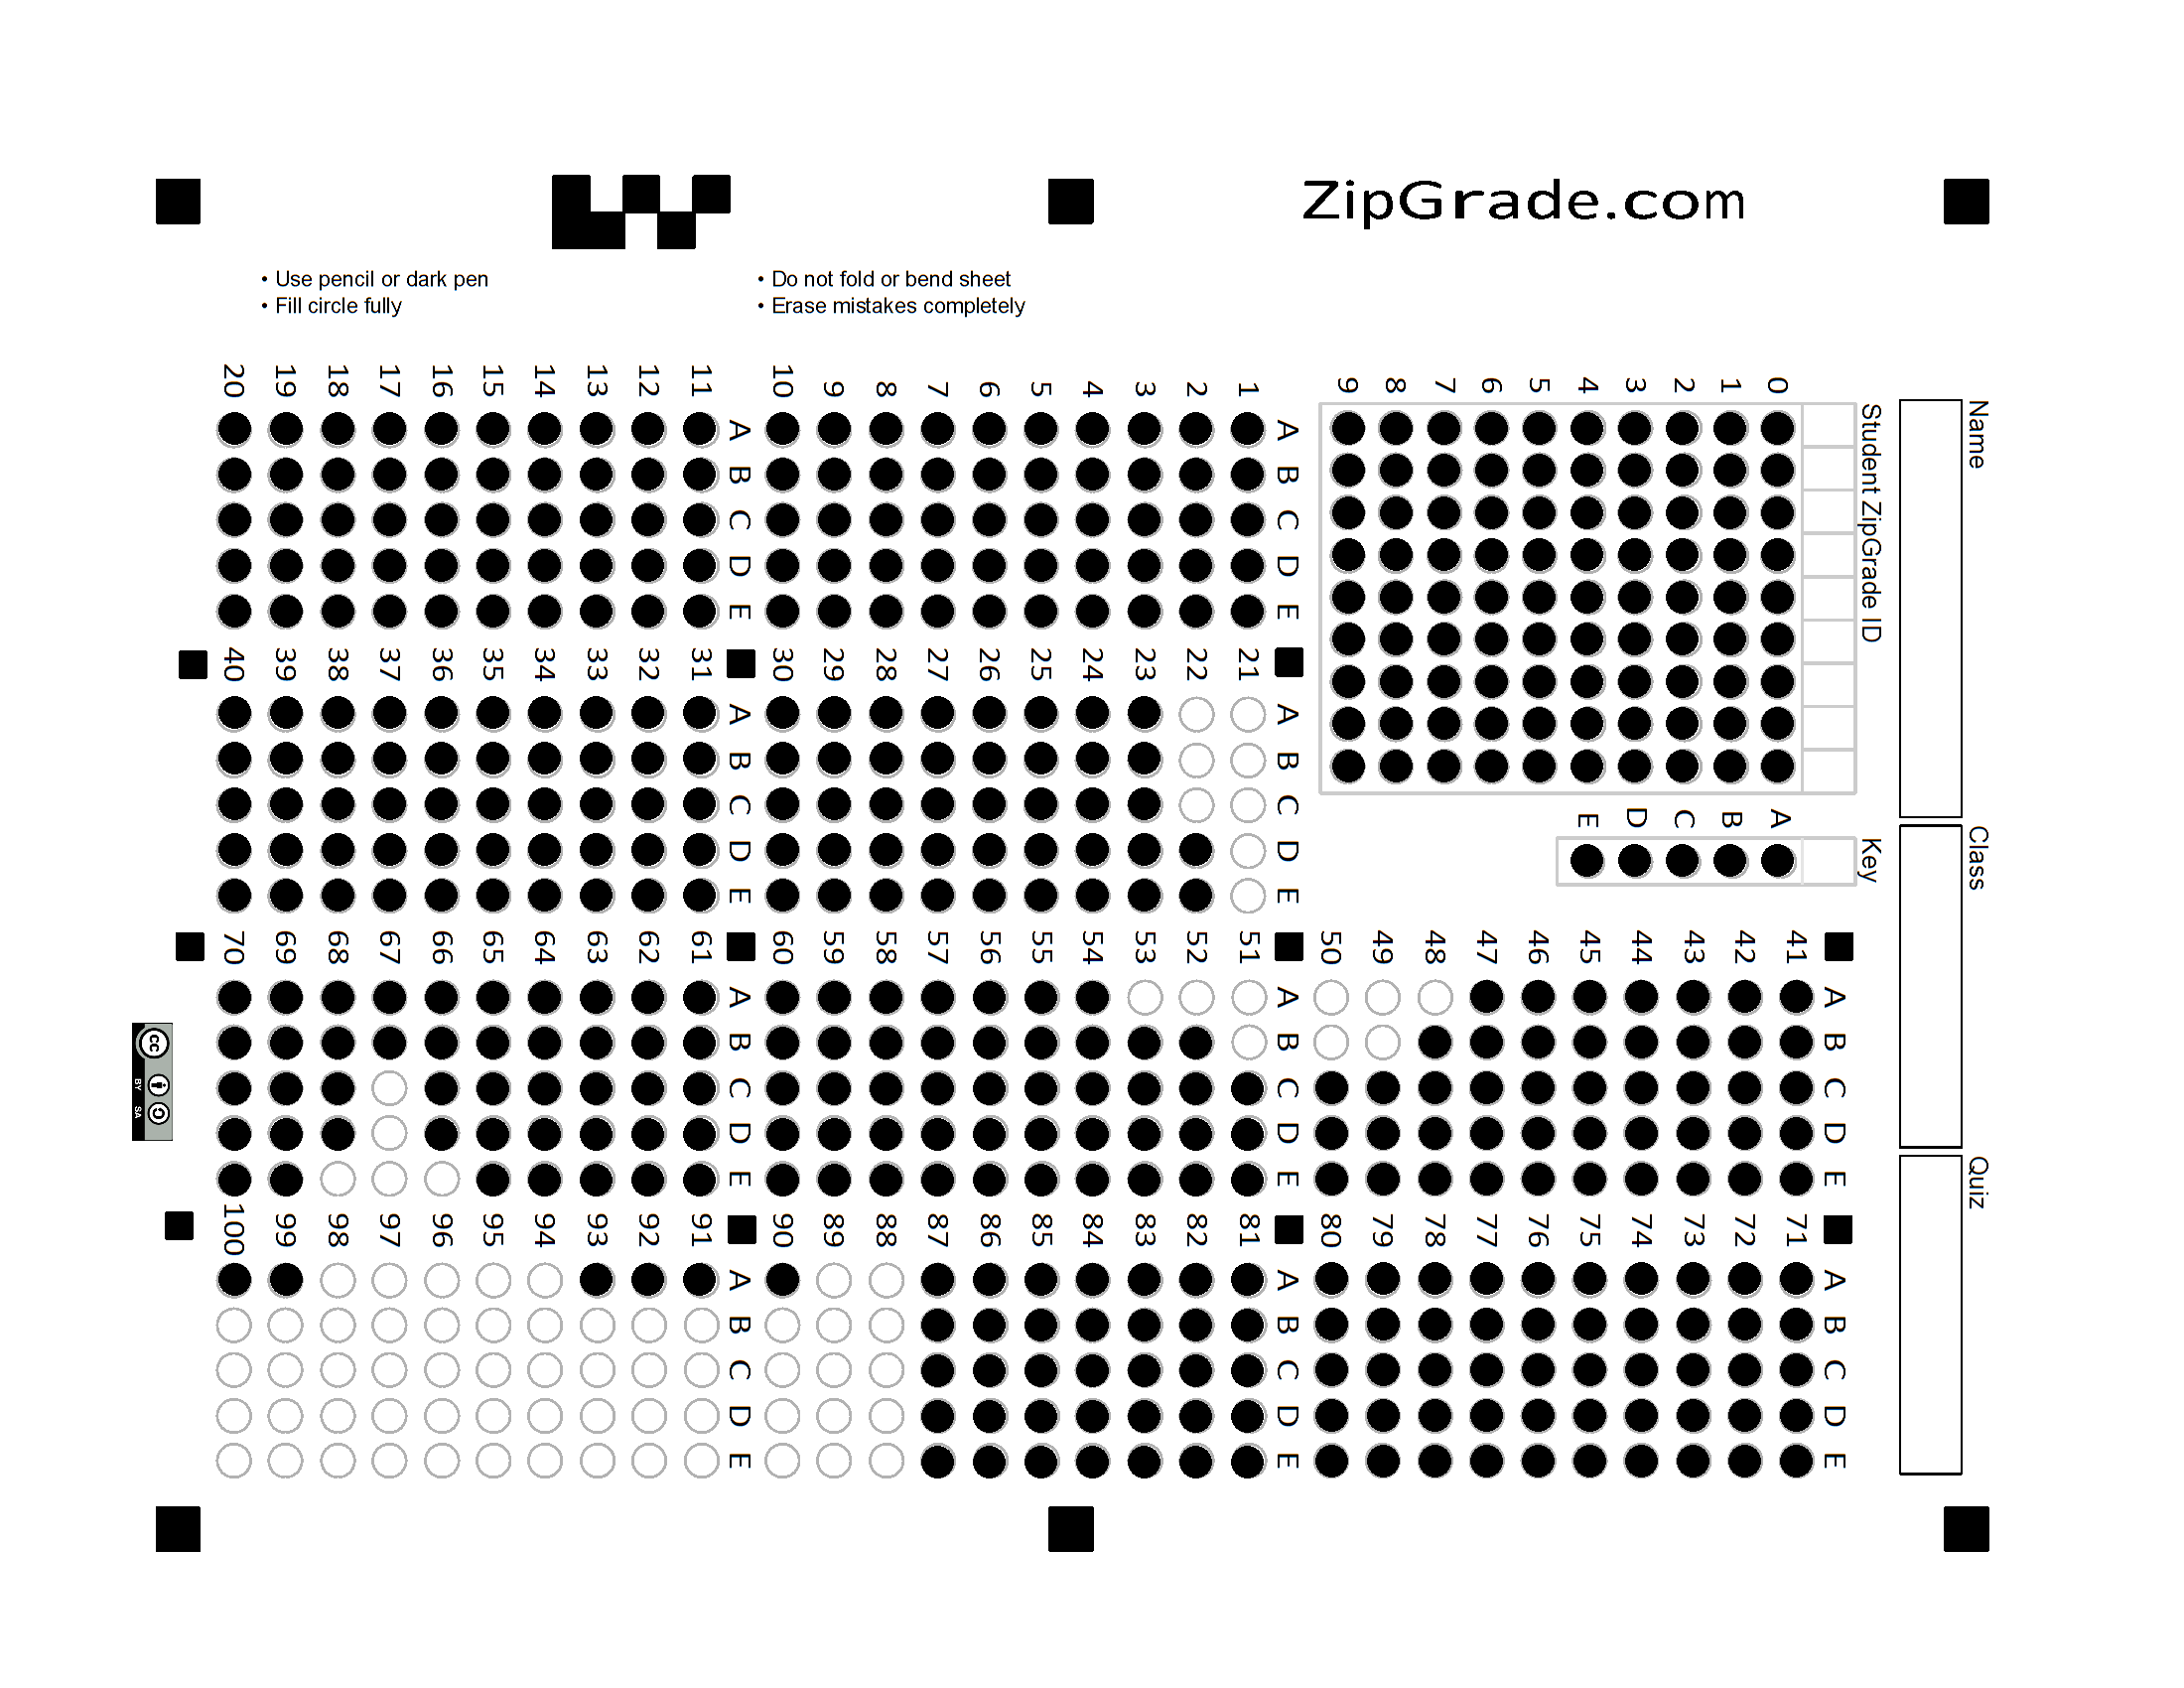 ZipGrade.com
• Use pencil or dark pen
• Fill circle fully
• Do not fold or bend sheet
• Erase mistakes completely
Name
Class
Quiz
Student ZipGrade ID
0
1
2
3
4
5
6
7
8
9
Key
A
B
C
D
E
A B C D E
41
42
43
44
45
46
47
48
49
50
A B C D E
71
72
73
74
75
76
77
78
79
80
A B C D E A B C D E A B C D E A B C D E
1 21 51 81
2 22 52 82
3 23 53 83
4 24 54 84
5 25 55 85
6 26 56 86
7 27 57 87
8 28 58 88
9 29 59 89
10 30 60 90
A B C D E A B C D E A B C D E A B C D E
11 31 61 91
12 32 62 92
13 33 63 93
14 34 64 94
15 35 65 95
16 36 66 96
17 37 67 97
18 38 68 98
19 39 69 99
20 40 70 100
cc
BY SA